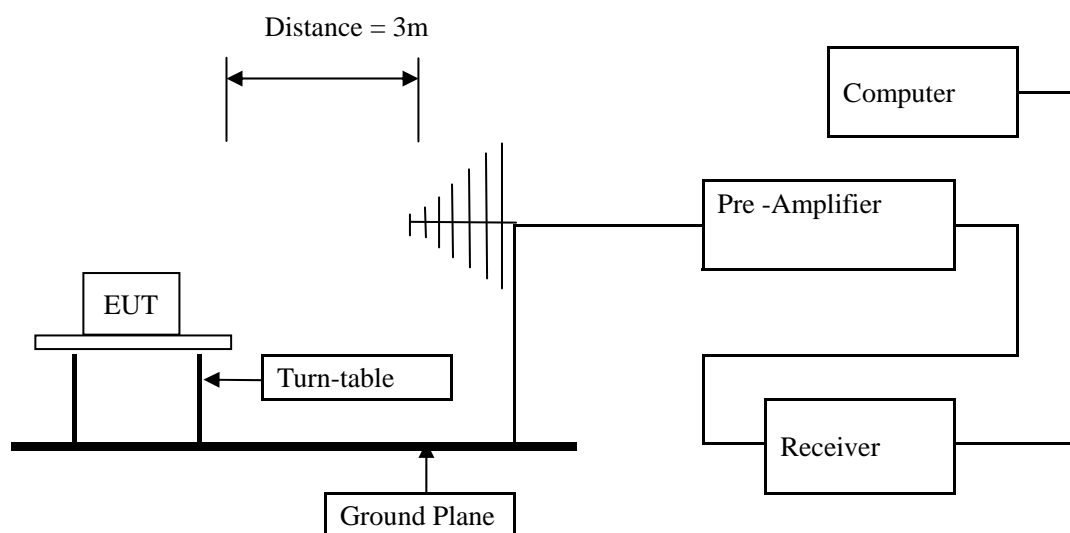 Distance = 3m
Computer
Pre -Amplifier
EUT
Turn-table
Receiver
Ground Plane